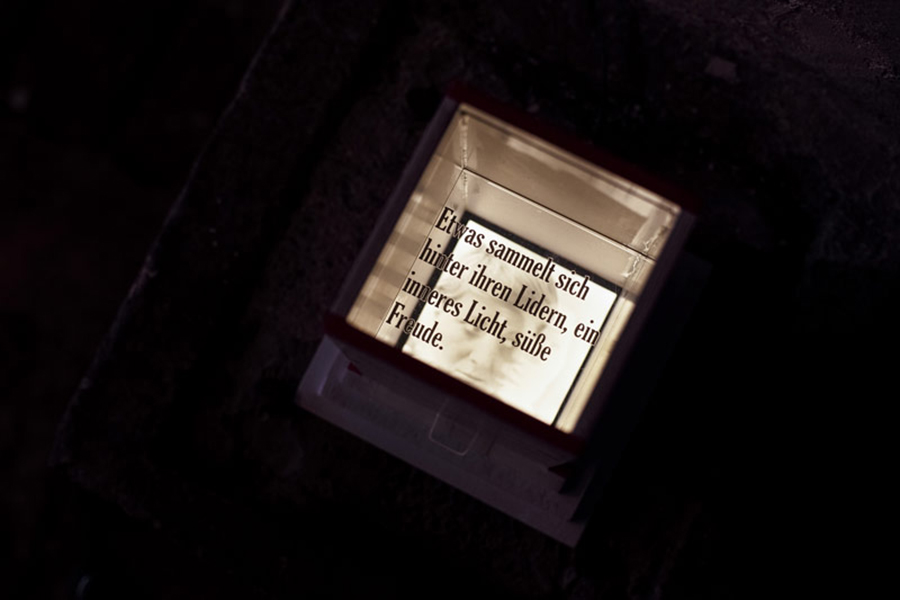 Etwas sammelt sich
hinter ihren Lidern, ein
inneres Licht, süße
Freude.